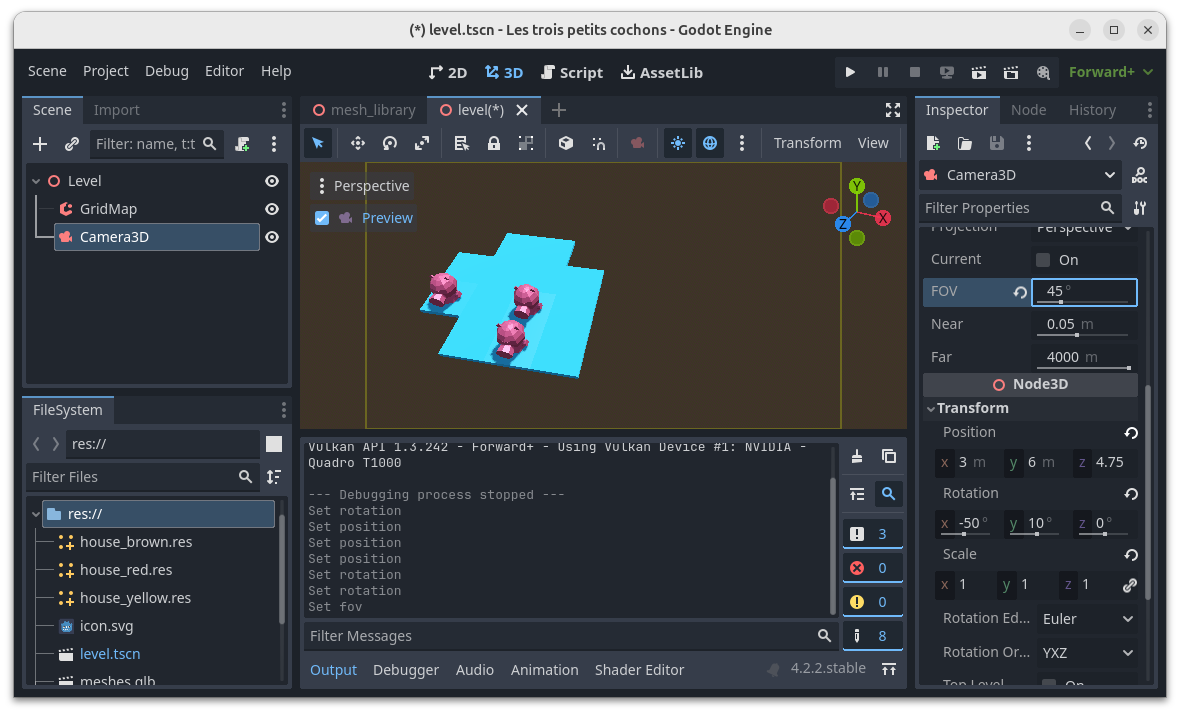 (*) level.tscn - Les trois petits cochons - Godot Engine
Scene Project Debug Editor Help
2D 3D Script AssetLib
Forward+
Scene Import
Filter: name, t:t
Level
GridMap
Camera3D
FileSystem
res://
Filter Files
res://
house_brown.res
house_red.res
house_yellow.res
icon.svg
level.tscn
meshes.glb
mesh_library level(*)
Transform View
Perspective
Preview
Y
X
Z
Vulkan API 1.3.242 - Forward+ - Using Vulkan Device #1: NVIDIA -
Quadro T1000
--- Debugging process stopped ---
Set rotation
Set position
Set position
Set position
Set rotation
Set rotation
Set fov
3
0
0
8
Filter Messages
Output Debugger Audio Animation Shader Editor
4.2.2.stable
Inspector Node History
Camera3D
DOC
Filter Properties
Projection Perspective
Current On
FOV 45 °
Near 0.05 m
Far 4000 m
Node3D
Transform
Position
x 3 m y 6 m z 4.75
Rotation
x -50 ° y 10 ° z 0 °
Scale
x 1 y 1 z 1
Rotation Ed... Euler
Rotation Or... YXZ
Top Level On